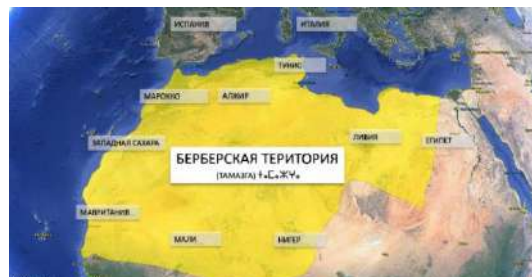 ИСПАНИЯ
ИТАЛИЯ
ТУНИС
МАРОККО
АЛЖИР
ЗАПАДНАЯ САХАРА
ЛИВИЯ
ЕГИПЕТ
БЕРБЕРСКАЯ ТЕРИТОРИЯ
(ТАМАЗГА) ⵜⴰⵎⴰⵣⵖⴰ
МАВРИТАНИЯ
МАЛИ
НИГЕР